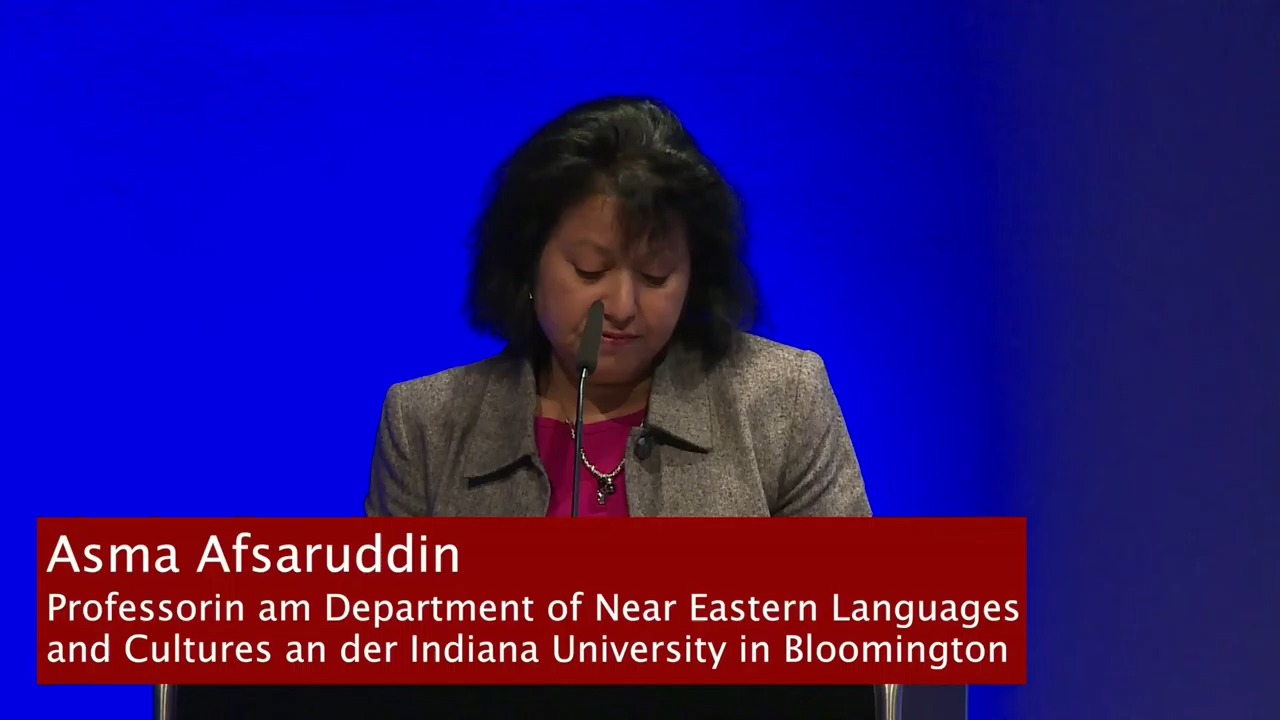 Asma Afsaruddin
Professorin am Department of Near Eastern Languages
and Cultures an der Indiana University in Bloomington